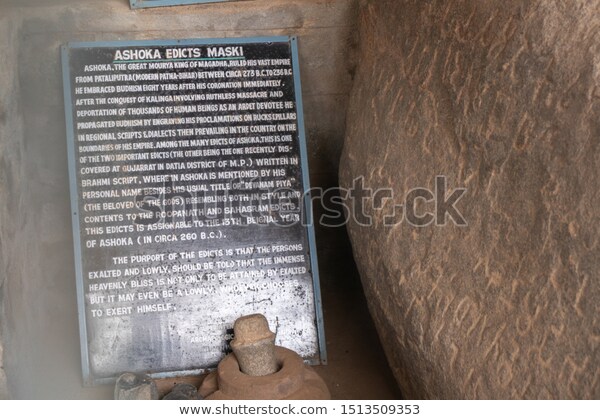 ASHOKA EDICTS MASKI
ASHOKA, THE GREAT MOURYA KING OF MAGADHA, RULED HIS VAST EMPIRE
FROM PATALIPUTRA (MODERN PATNA-BIHAR) BETWEEN CIRCA 273 B.C. TO 236 B.C
HE EMBRACED BUDHISM EIGHT YEARS AFTER HIS CORONATION IMMEDIATELY,
AFTER THE CONQUEST OF KALINGA INVOLVING RUTHLESS MASSACRE AND
DEPORTATION OF THOUSANDS OF HUMAN BEINGS AS AN ARDET DEVOTEE HE
PROPAGATED BUDHISM BY ENGRAVING HIS PROCLAMATIONS ON ROCKS & PILLARS
IN REGIONAL SCRIPTS & DIALECTS THEN PREVAILING IN THE COUNTRY ON THE
BOUNDARIES OF HIS EMPIRE, AMONG THE MANY EDICTS OF ASHOKA, THIS IS ONE
OF THE TWO IMPORTANT EDICTS (THE OTHER BEING THE ONE RECENTLY DIS-
COVERED AT GUJARRAT IN DATIA DISTRICT OF M.P.) WRITTEN IN
BRAHMI SCRIPT, WHERE IN ASHOKA IS MENTIONED BY HIS
PERSONAL NAME BESIDES HIS USUAL TITLE OF "DEVANAM PIYA"
(THE BELOVED OF THE GODS) RESEMBLING BOTH IN STYLE AND
CONTENTS TO THE ROOPANATH AND SAHASRAM EDICTS
THIS EDICTS IS ASSIGNABLE TO THE 13TH. REIGNAL YEAR
OF ASHOKA ( IN CIRCA 260 B.C.).
THE PURPORT OF THE EDICTS IS THAT THE PERSONS
EXALTED AND LOWLY, SHOULD BE TOLD THAT THE IMMENSE
HEAVENLY BLISS IS NOT ONLY TO BE ATTAINED BY EXALTED
BUT IT MAY EVEN BE A LOWLY,
TO EXERT HIMSELF.
shutterstock
shutterstock.com • 1513509353